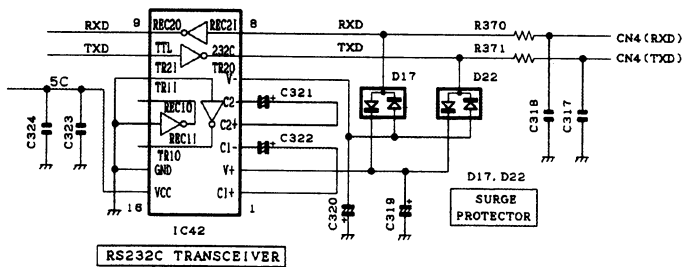 RXD 9 REC20 REC21 8 RXD R370 CN4(RXD)
TXD TTL 232C TXD R371 CN4(TXD)
TR21 TR20
V- D17 D22
5C TR11 C321
REC10 C2-
C2+
C324 C323 C322 C318 C317
REC11 C1-
TR10
GND V+ D17,D22
VCC C1+ C320 C319 SURGE
16 1 PROTECTOR
IC42
RS232C TRANSCEIVER